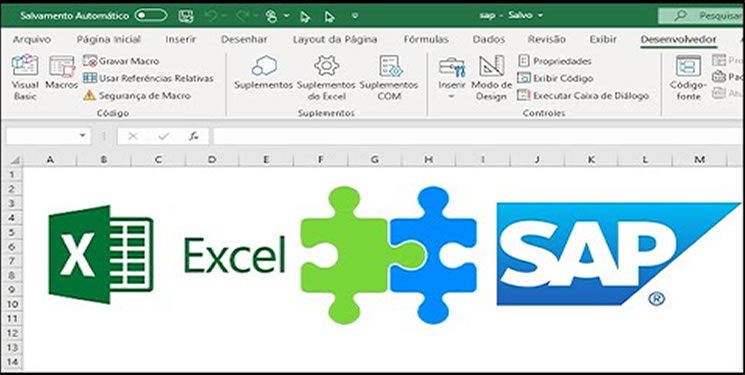 Salvamento Automático
sap - Salvo
Pesquisar
Arquivo Página Inicial Inserir Desenhar Layout da Página Fórmulas Dados Revisão Exibir Desenvolvedor
Visual Basic
Macros
Gravar Macro
Usar Referências Relativas
Segurança de Macro
Código
Suplementos
Suplementos do Excel
Suplementos COM
Suplementos
Inserir
Modo de Design
Propriedades
Exibir Código
Executar Caixa de Diálogo
Controles
Código-fonte
fx
A B C D E F G H I J K L M
1
2
3
4
5
6
7
8
9
10
11
12
13
14
X
Excel
SAP
®